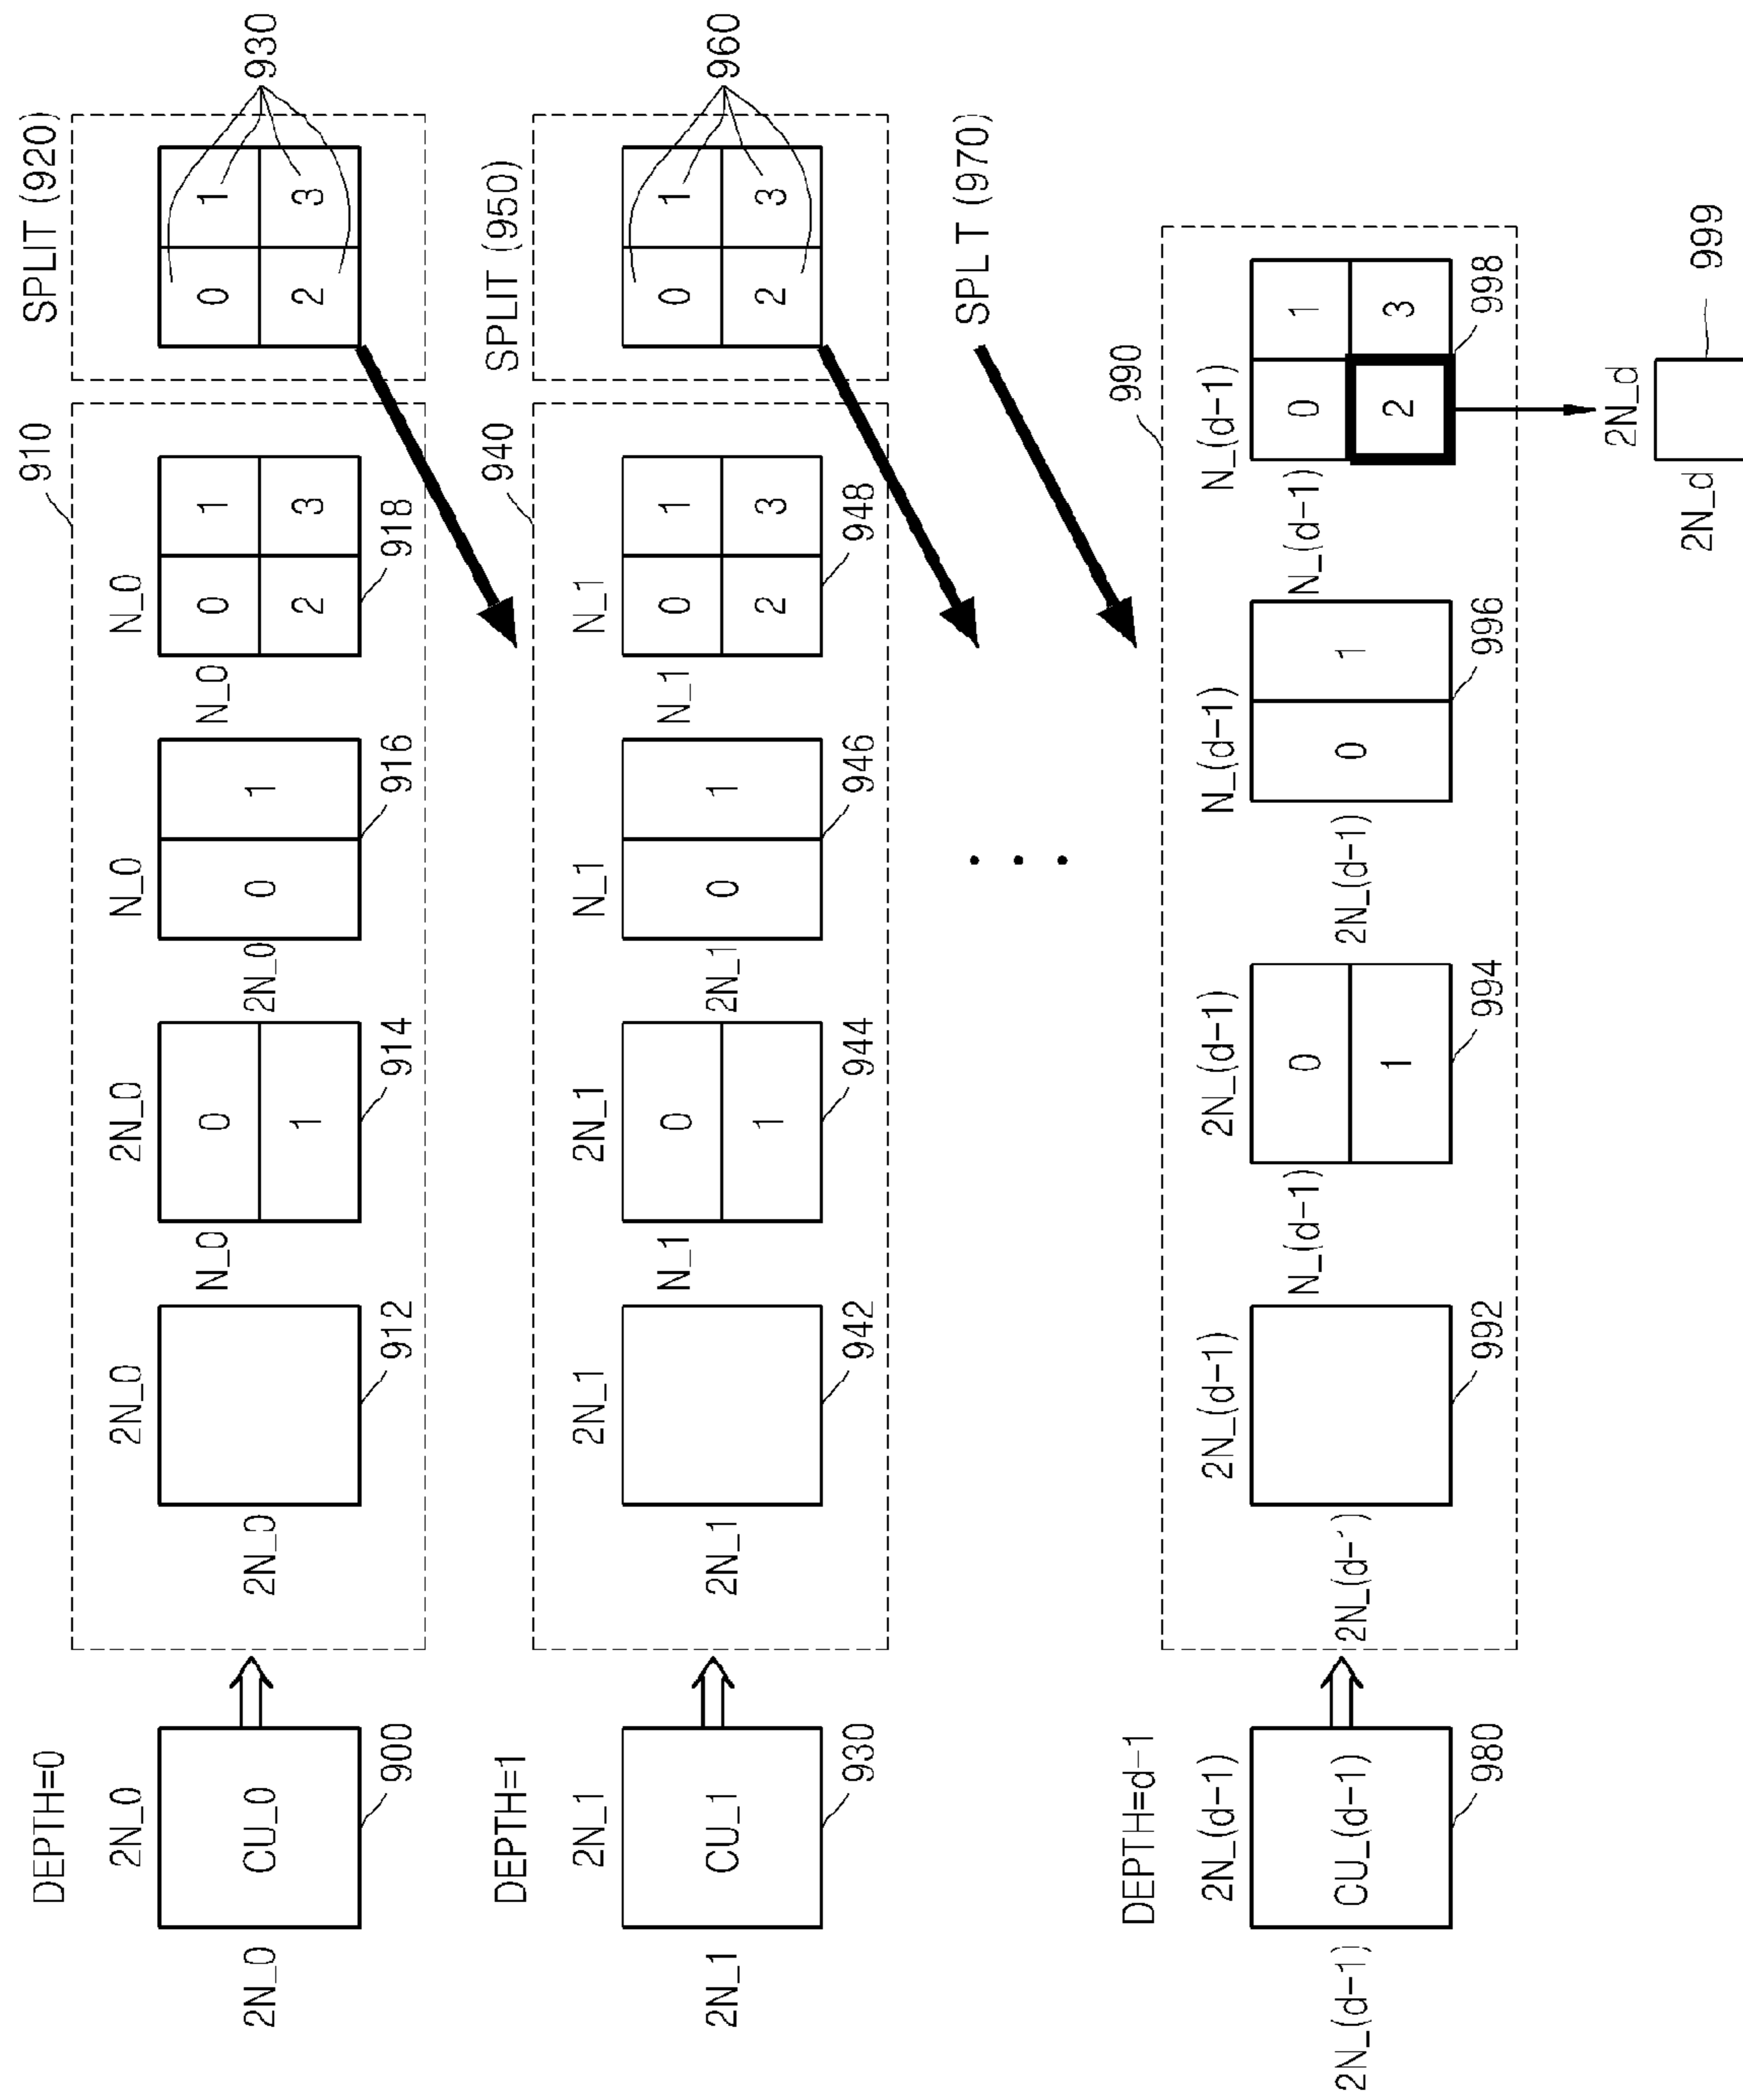 DEPTH=0
2N_0
2N_0
CU_0
900
910
2N_0
2N_0
912
2N_0
N_0
0
1
914
N_0
2N_0
0
1
916
N_0
N_0
0
1
2
3
918
SPLIT (920)
0
1
2
3
930
DEPTH=1
2N_1
2N_1
CU_1
930
940
2N_1
2N_1
942
2N_1
N_1
0
1
944
N_1
2N_1
0
1
946
N_1
N_1
0
1
2
3
948
SPLIT (950)
0
1
2
3
960
SPLIT (970)
DEPTH=d-1
2N_(d-1)
2N_(d-1)
CU_(d-1)
980
990
2N_(d-1)
2N_(d-1)
992
2N_(d-1)
N_(d-1)
0
1
994
N_(d-1)
2N_(d-1)
0
1
996
N_(d-1)
N_(d-1)
0
1
2
3
998
2N_d
2N_d
999